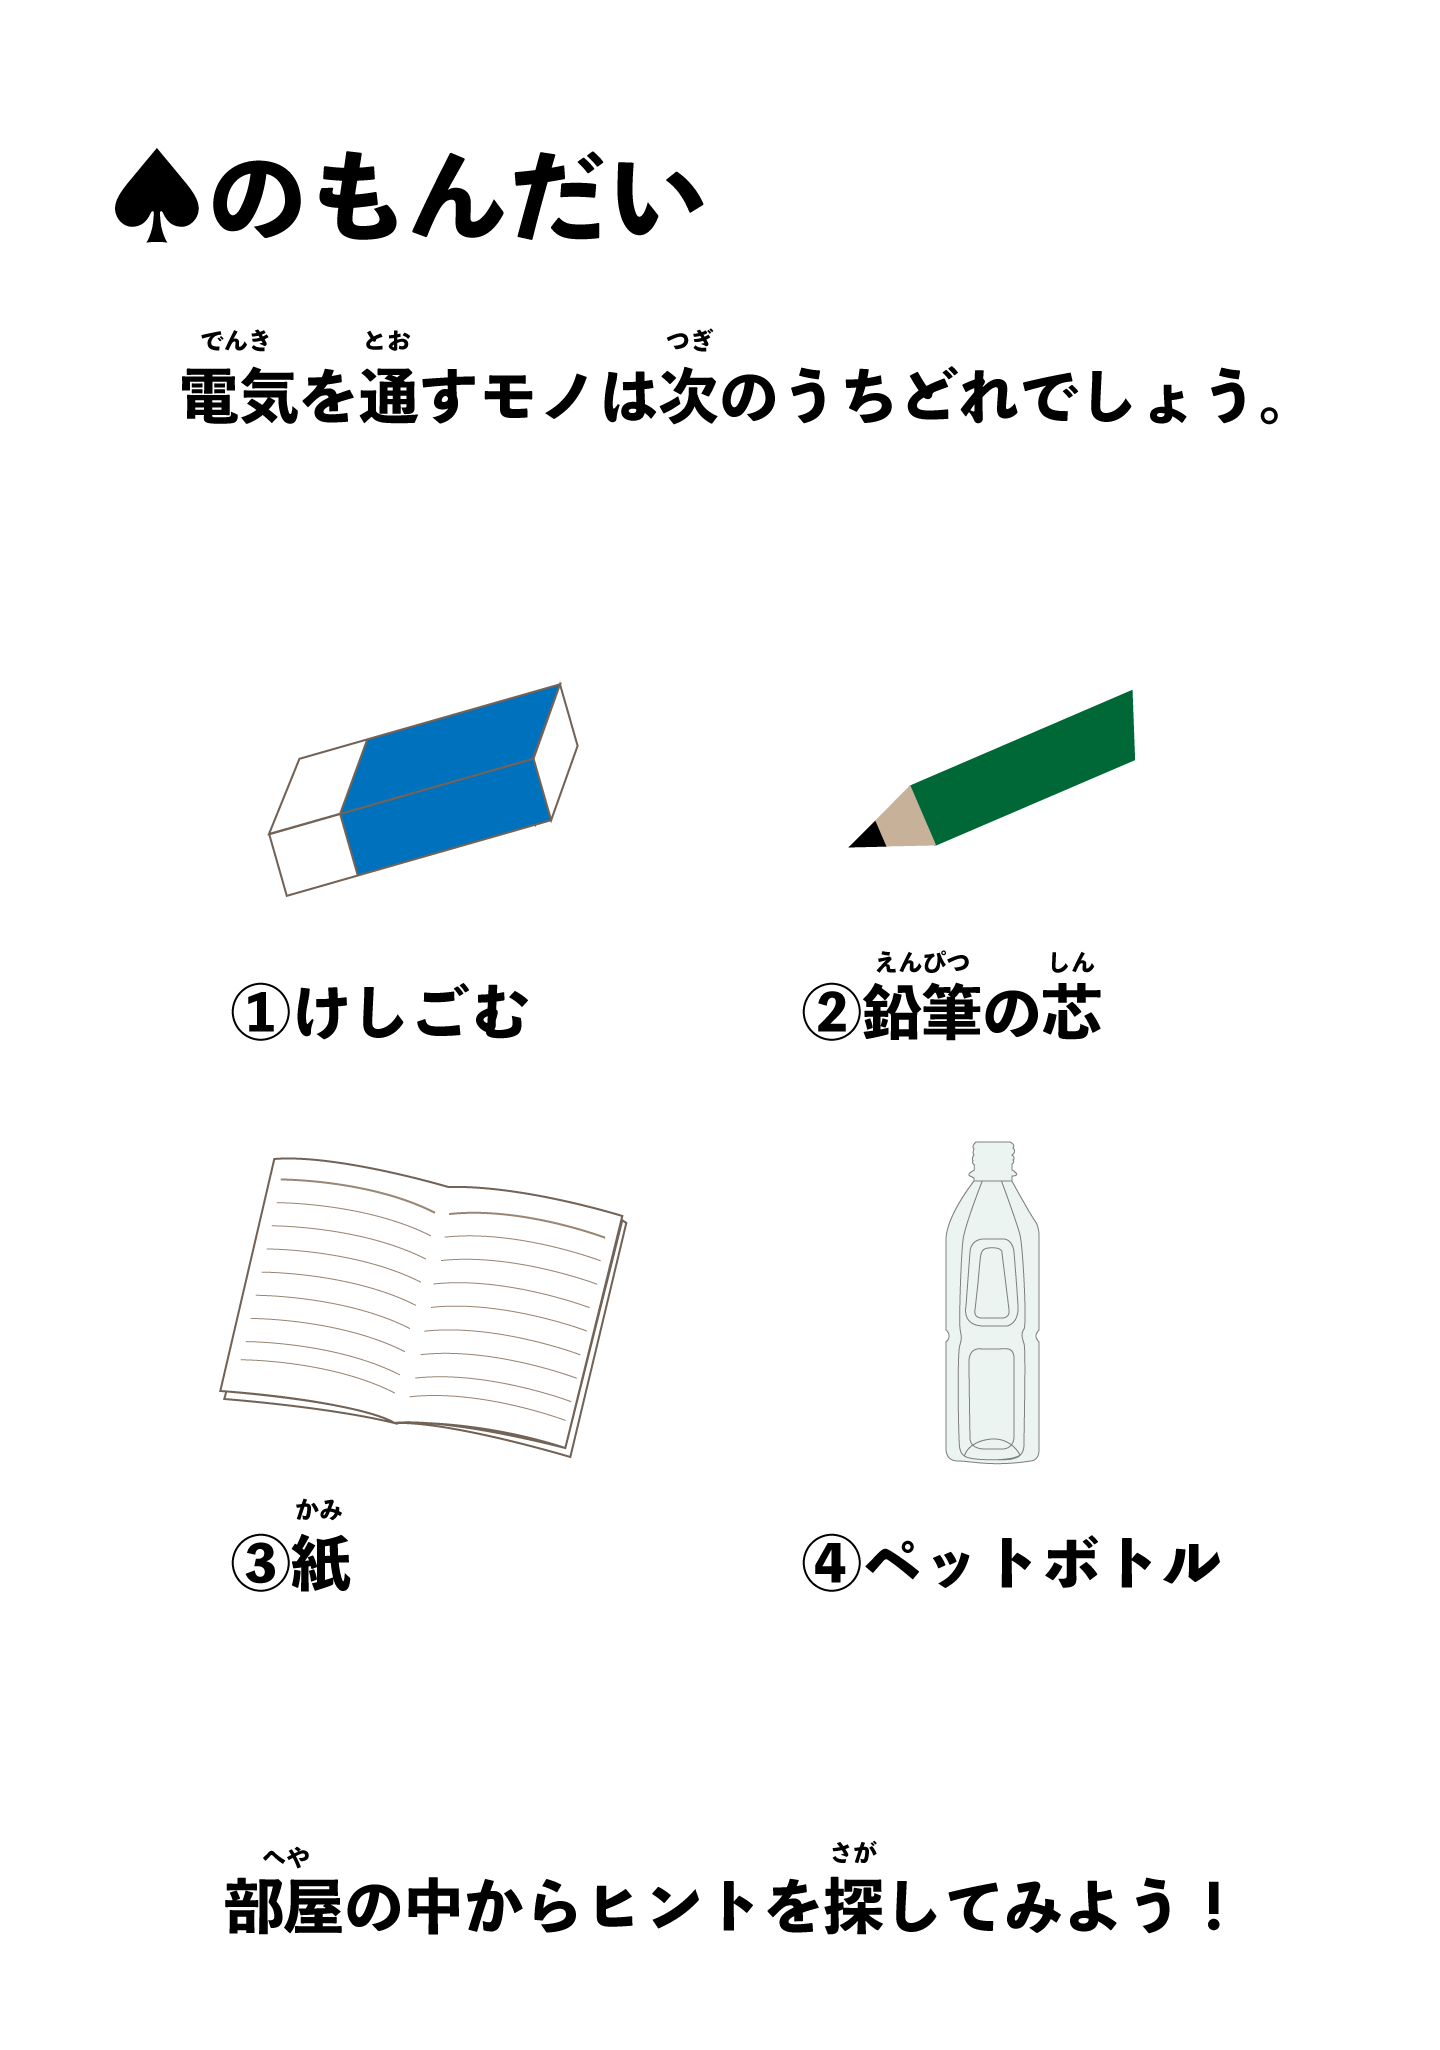 ♠のもんだい
でんき とお つぎ
電気を通すモノは次のうちどれでしょう。
①けしごむ
えんぴつ しん
②鉛筆の芯
かみ
③紙
④ペットボトル
へや さが
部屋の中からヒントを探してみよう！